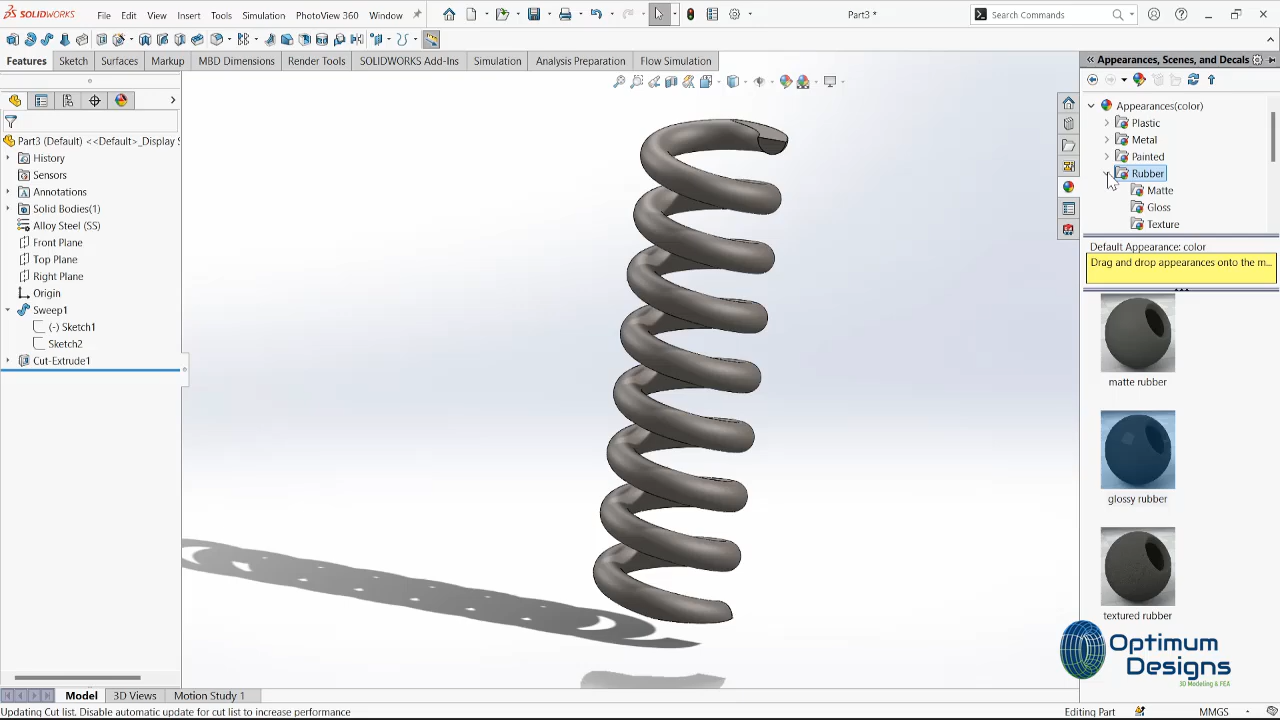 SOLIDWORKS
File Edit View Insert Tools Simulation PhotoView 360 Window
Part3 *
Search Commands
Features Sketch Surfaces Markup MBD Dimensions Render Tools SOLIDWORKS Add-Ins Simulation Analysis Preparation Flow Simulation
Part3 (Default) <<Default>_Display S
History
Sensors
Annotations
Solid Bodies(1)
Alloy Steel (SS)
Front Plane
Top Plane
Right Plane
Origin
Sweep1
(-) Sketch1
Sketch2
Cut-Extrude1
Appearances, Scenes, and Decals
Appearances(color)
Plastic
Metal
Painted
Rubber
Matte
Gloss
Texture
Default Appearance: color
Drag and drop appearances onto the m...
matte rubber
glossy rubber
textured rubber
Optimum
Designs
3D Modeling & FEA
Model 3D Views Motion Study 1
Updating Cut list. Disable automatic update for cut list to increase performance
Editing Part
MMGS